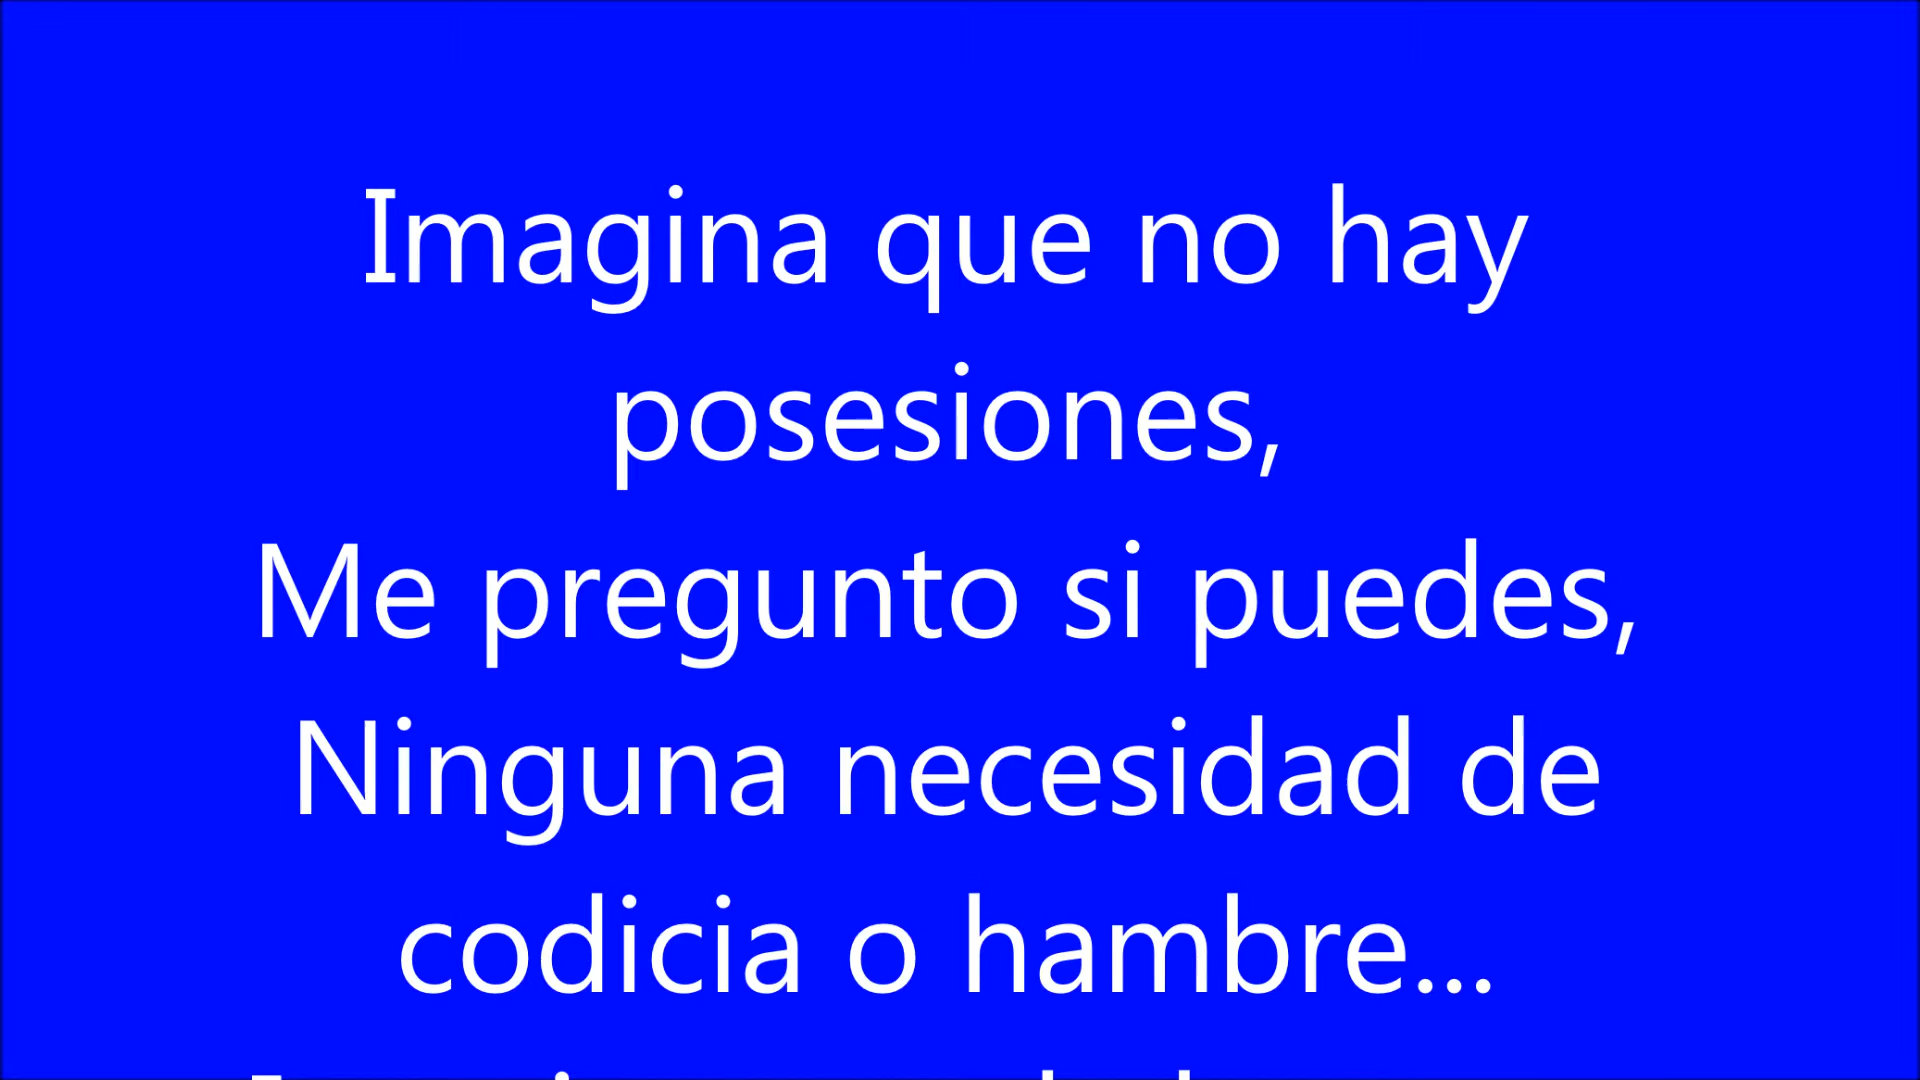 Imagina que no hay
posesiones,
Me pregunto si puedes,
Ninguna necesidad de
codicia o hambre...